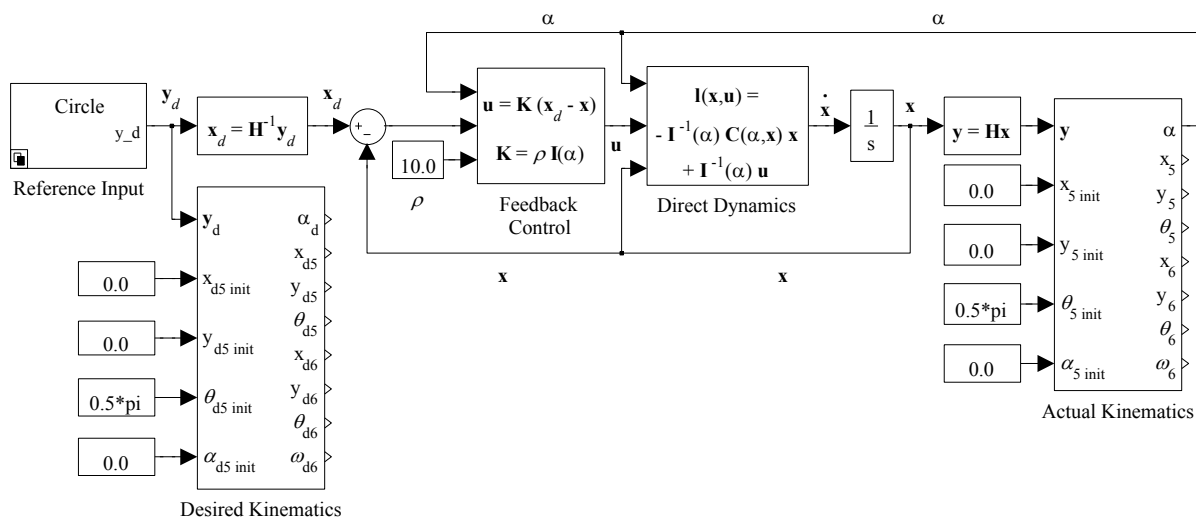 α
α
Circle
y_d
Reference Input
y_d
x_d = H⁻¹y_d
x_d
+
−
10.0
ρ
u = K (x_d - x)
K = ρ I(α)
Feedback
Control
u
l(x,u) =
- I⁻¹(α) C(α,x) x
+ I⁻¹(α) u
Direct Dynamics
ẋ
1
s
x
y = Hx
x
x
y_d
0.0
x_d5 init
0.0
y_d5 init
0.5*pi
θ_d5 init
0.0
α_d5 init
α_d
x_d5
y_d5
θ_d5
x_d6
y_d6
θ_d6
ω_d6
Desired Kinematics
y
0.0
x_5 init
0.0
y_5 init
0.5*pi
θ_5 init
0.0
α_5 init
α
x_5
y_5
θ_5
x_6
y_6
θ_6
ω_6
Actual Kinematics